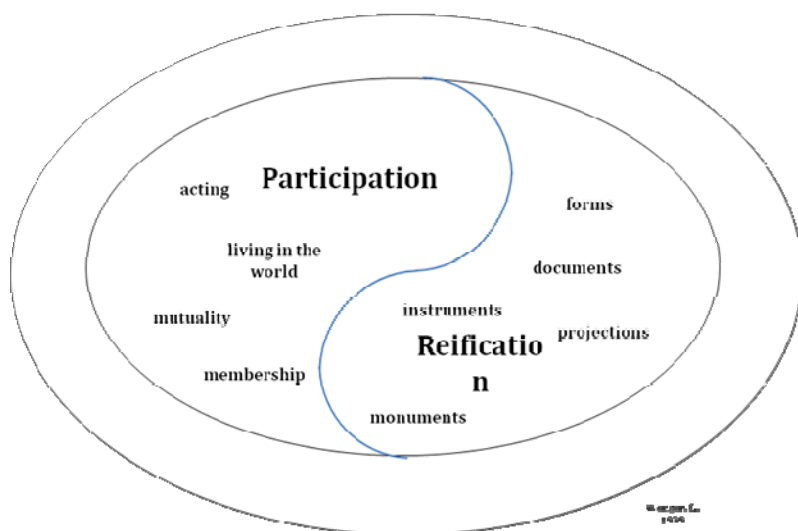 Participation
acting
living in the
world
mutuality
membership
forms
documents
instruments
projections
Reificatio
n
monuments